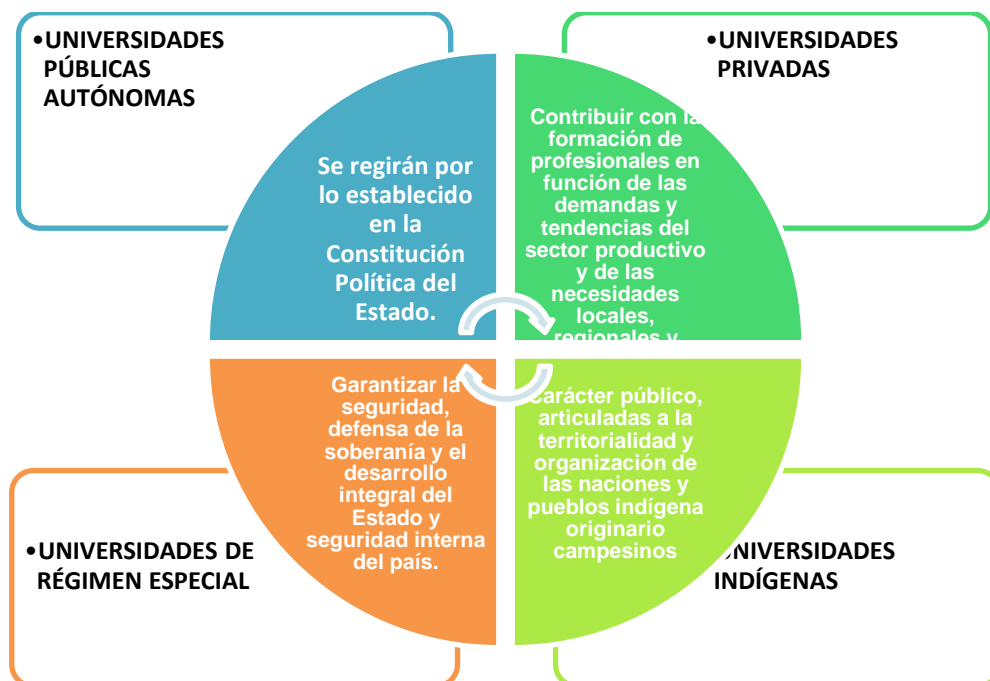 •UNIVERSIDADES
PÚBLICAS
AUTÓNOMAS
Se regirán por
lo establecido
en la
Constitución
Política del
Estado.
•UNIVERSIDADES
PRIVADAS
Contribuir con la
formación de
profesionales en
función de las
demandas y
tendencias del
sector productivo
y de las
necesidades
locales,
regionales y
Garantizar la
seguridad,
defensa de la
soberanía y el
desarrollo
integral del
Estado y
seguridad interna
del país.
•UNIVERSIDADES DE
RÉGIMEN ESPECIAL
Carácter público,
articuladas a la
territorialidad y
organización de
las naciones y
pueblos indígena
originario
campesinos
UNIVERSIDADES
INDÍGENAS